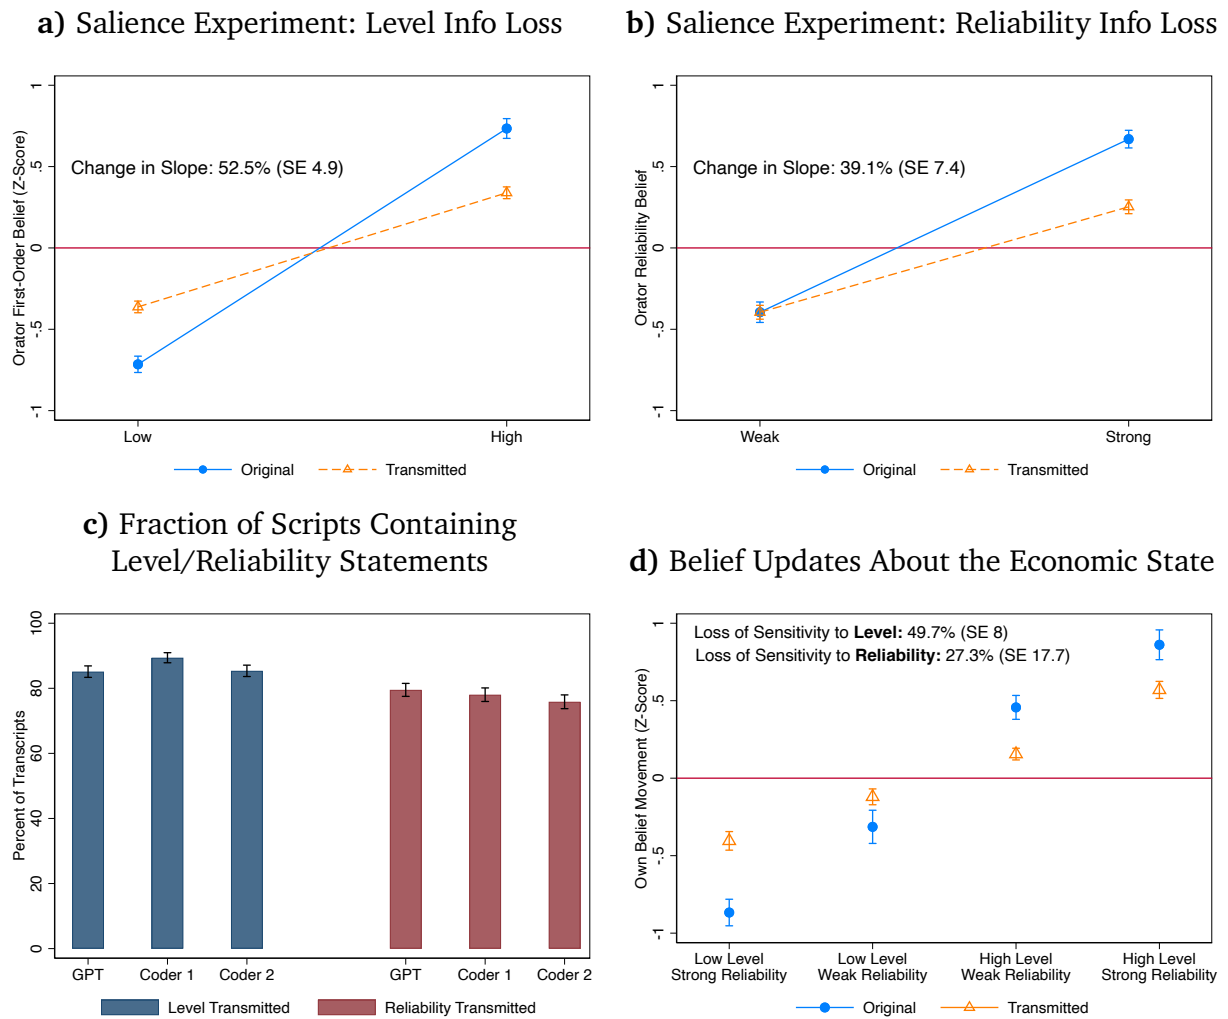 a) Salience Experiment: Level Info Loss
Orator First-Order Belief (Z-Score)
1
.5
0
-.5
-1
Change in Slope: 52.5% (SE 4.9)
Low
High
Original
Transmitted
b) Salience Experiment: Reliability Info Loss
Orator Reliability Belief
1
.5
0
-.5
-1
Change in Slope: 39.1% (SE 7.4)
Weak
Strong
Original
Transmitted
c) Fraction of Scripts Containing
Level/Reliability Statements
Percent of Transcripts
100
80
60
40
20
0
GPT
Coder 1
Coder 2
GPT
Coder 1
Coder 2
Level Transmitted
Reliability Transmitted
d) Belief Updates About the Economic State
Own Belief Movement (Z-Score)
1
.5
0
-.5
-1
Loss of Sensitivity to Level: 49.7% (SE 8)
Loss of Sensitivity to Reliability: 27.3% (SE 17.7)
Low Level
Strong Reliability
Low Level
Weak Reliability
High Level
Weak Reliability
High Level
Strong Reliability
Original
Transmitted